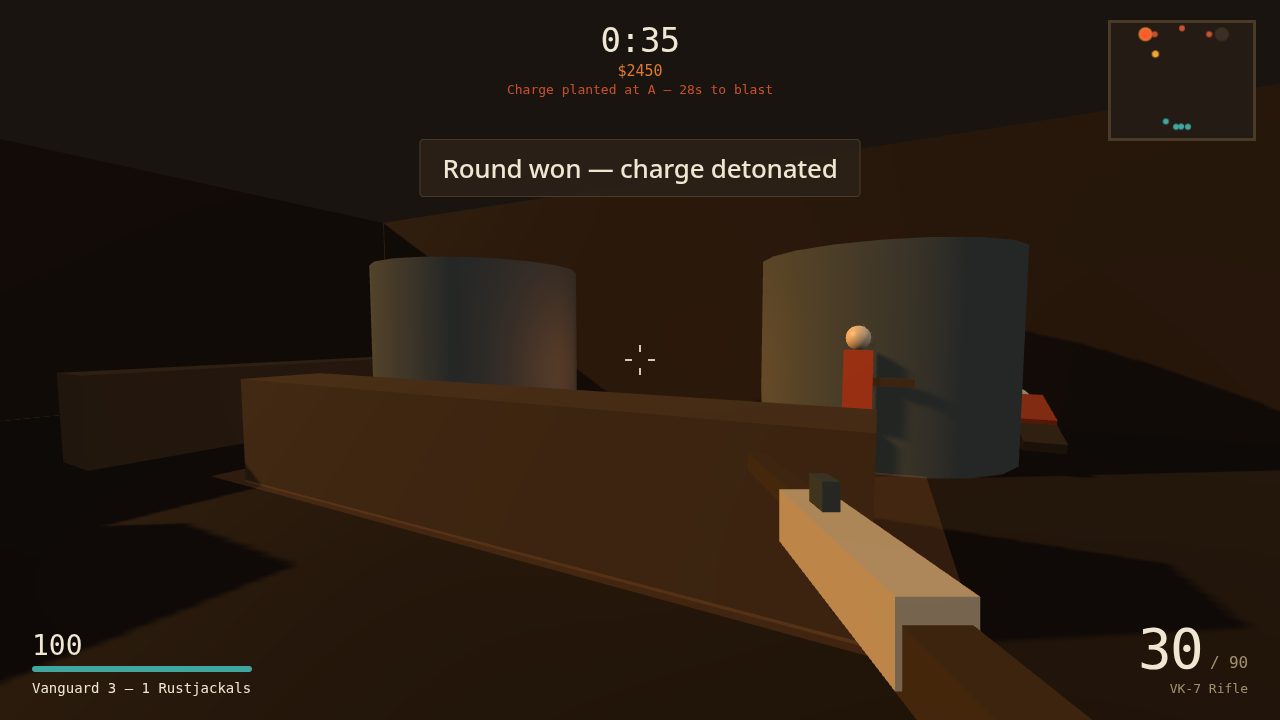 0:35
$2450
Charge planted at A — 28s to blast
Round won — charge detonated
100
Vanguard 3 — 1 Rustjackals
30 / 90
VK-7 Rifle